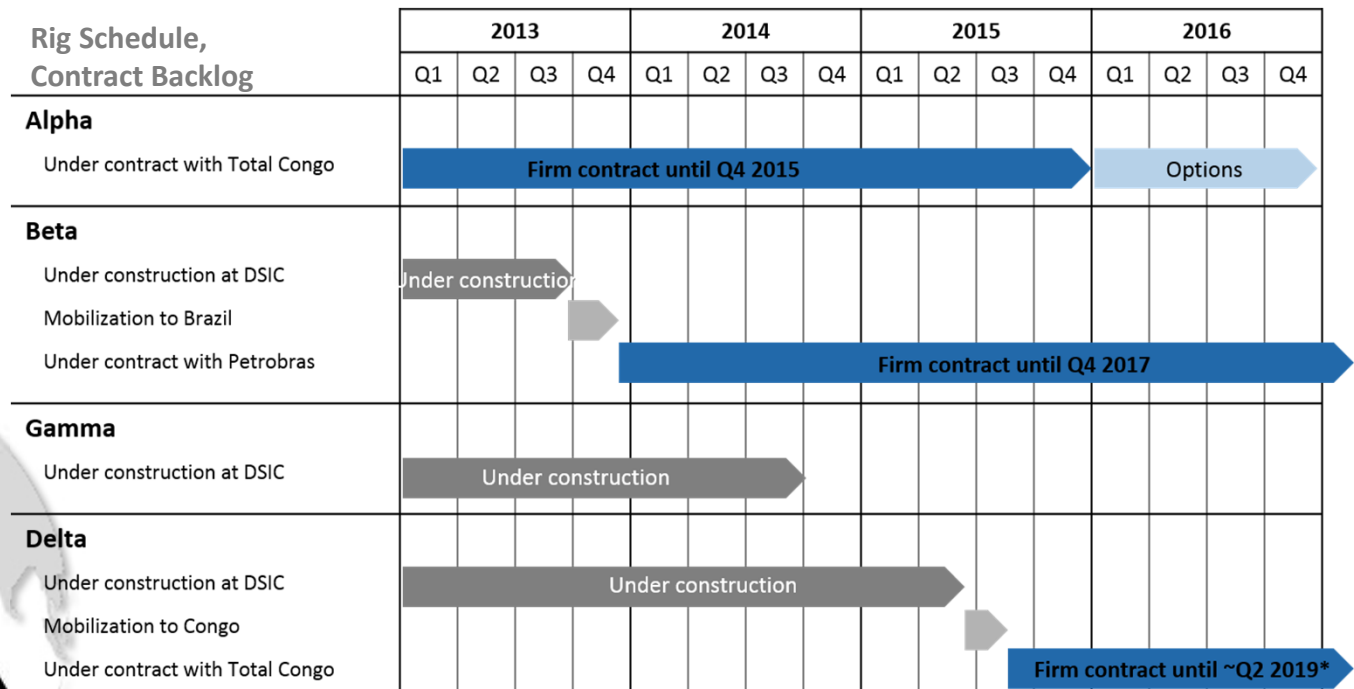 Rig Schedule,
Contract Backlog
2013 2014 2015 2016
Q1 Q2 Q3 Q4 Q1 Q2 Q3 Q4 Q1 Q2 Q3 Q4 Q1 Q2 Q3 Q4
Alpha
Under contract with Total Congo Firm contract until Q4 2015 Options
Beta
Under construction at DSIC Under construction
Mobilization to Brazil
Under contract with Petrobras Firm contract until Q4 2017
Gamma
Under construction at DSIC Under construction
Delta
Under construction at DSIC Under construction
Mobilization to Congo
Under contract with Total Congo Firm contract until ~Q2 2019*